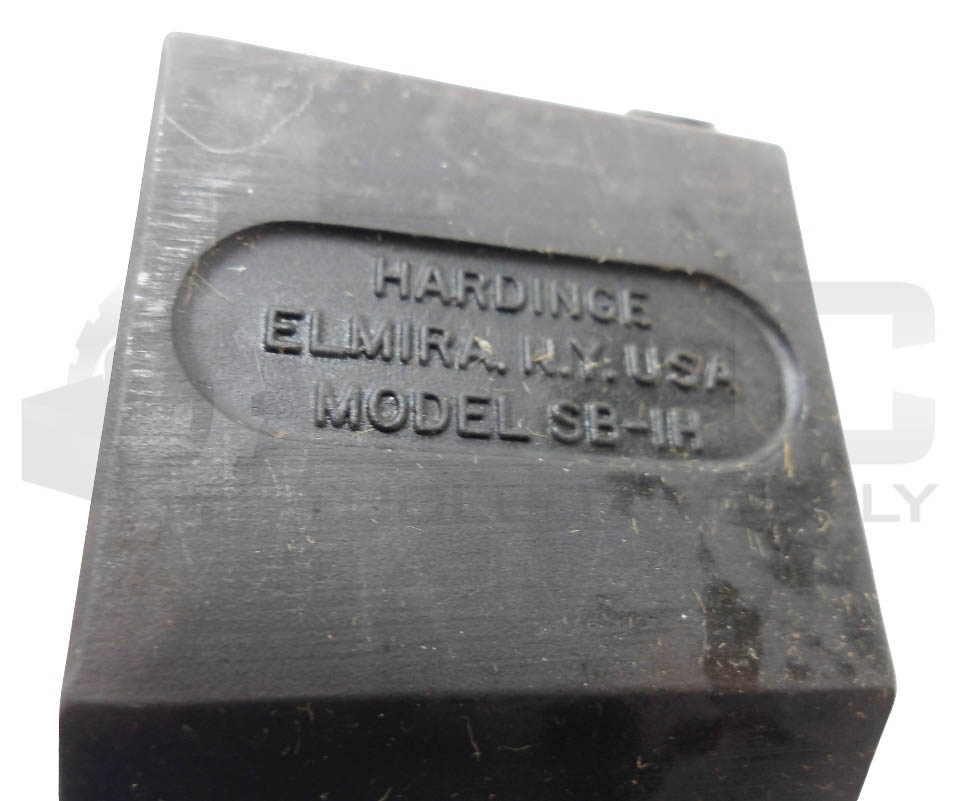 HARDINGE
ELMIRA, N.Y. USA
MODEL SB-1H